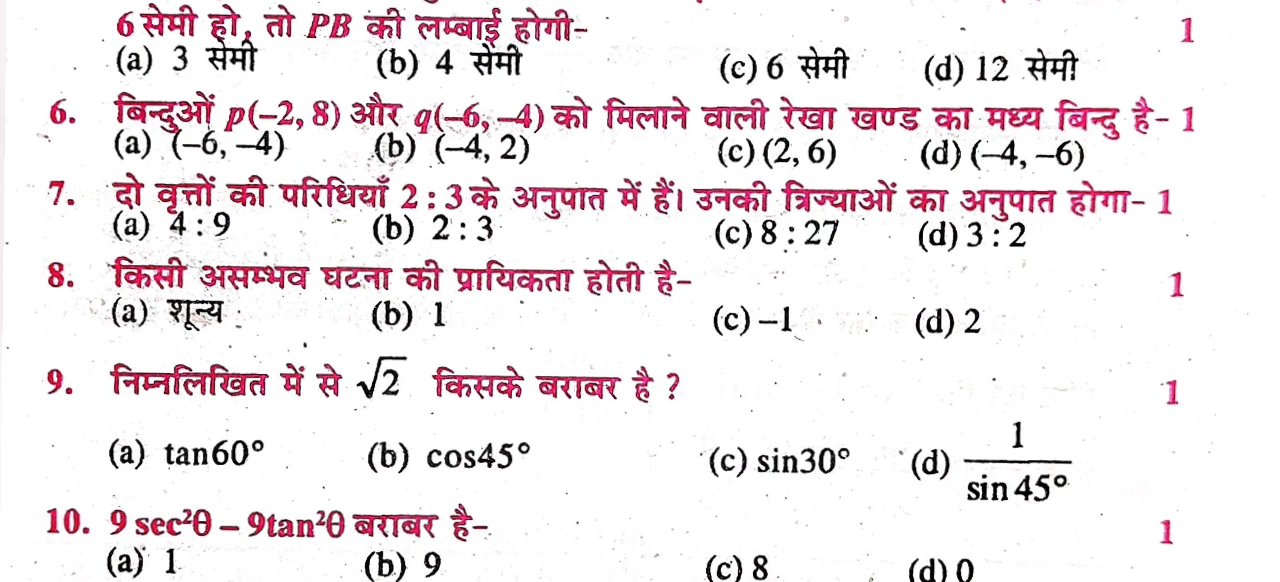 6 सेमी हो, तो PB की लम्बाई होगी- 1
(a) 3 सेमी (b) 4 सेमी (c) 6 सेमी (d) 12 सेमी
6. बिन्दुओं p(–2, 8) और q(–6, –4) को मिलाने वाली रेखा खण्ड का मध्य बिन्दु है- 1
(a) (–6, –4) (b) (–4, 2) (c) (2, 6) (d) (–4, –6)
7. दो वृत्तों की परिधियाँ 2 : 3 के अनुपात में हैं। उनकी त्रिज्याओं का अनुपात होगा- 1
(a) 4 : 9 (b) 2 : 3 (c) 8 : 27 (d) 3 : 2
8. किसी असम्भव घटना की प्रायिकता होती है- 1
(a) शून्य (b) 1 (c) –1 (d) 2
9. निम्नलिखित में से √2 किसके बराबर है ? 1
(a) tan60° (b) cos45° (c) sin30° (d) 1/sin 45°
10. 9 sec²θ – 9tan²θ बराबर है- 1
(a) 1 (b) 9 (c) 8 (d) 0